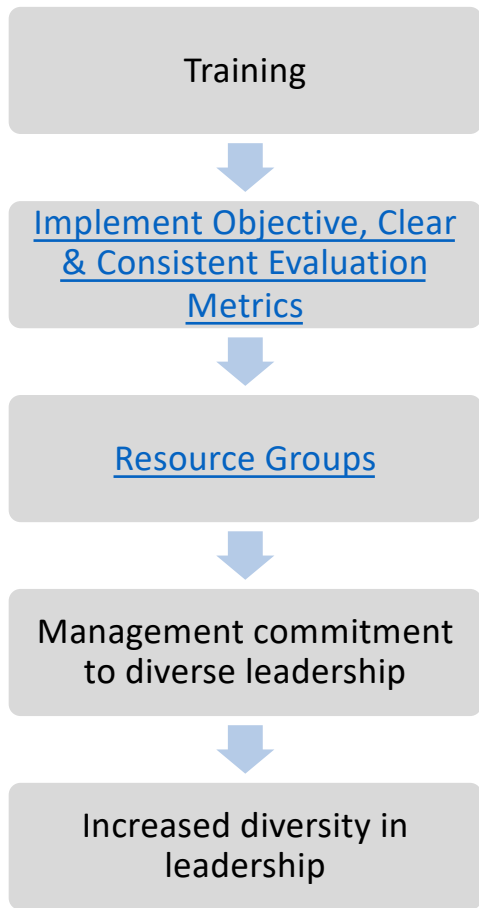 Training
Implement Objective, Clear
& Consistent Evaluation
Metrics
Resource Groups
Management commitment
to diverse leadership
Increased diversity in
leadership